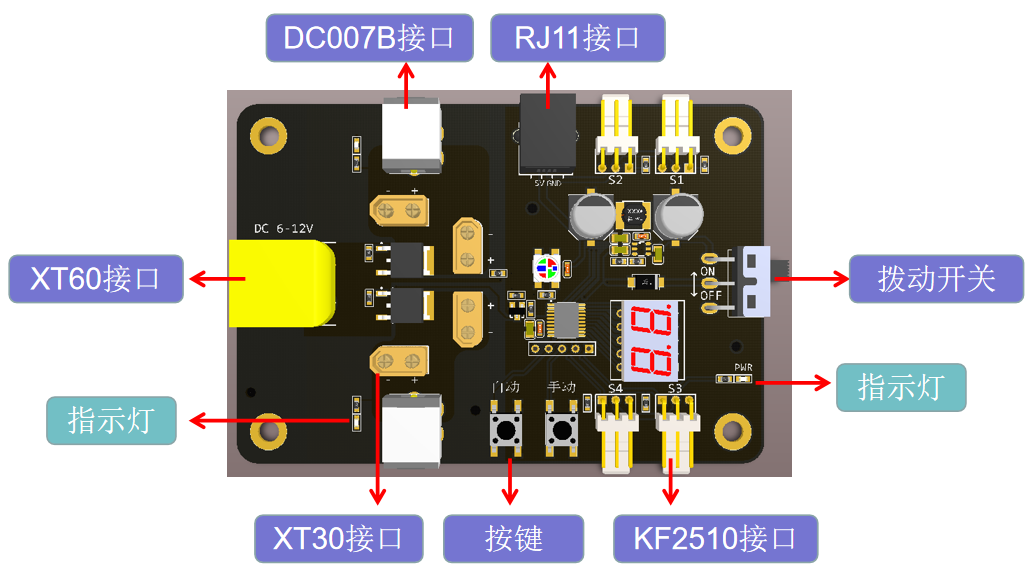 DC007B接口
RJ11接口
S2
S1
5V GND
- +
DC 6-12V
-
+
XT60接口
ON
OFF
拨动开关
+
-
88
PWR
指示灯
- +
自动
手动
S4
S3
指示灯
XT30接口
按键
KF2510接口